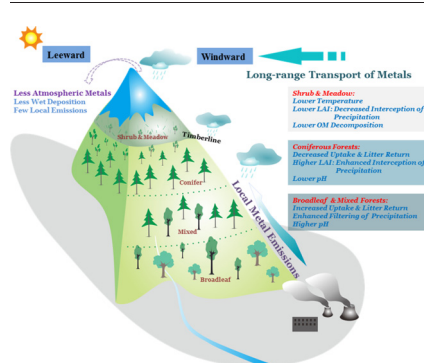 Leeward
Windward
Long-range Transport of Metals
Less Atmospheric Metals
Less Wet Deposition
Few Local Emissions
Shrub & Meadow:
Lower Temperature
Lower LAI: Decreased Interception of
Precipitation
Lower OM Decomposition
Timberline
Shrub & Meadow
Coniferous Forests:
Decreased Uptake & Litter Return
Higher LAI: Enhanced Interception of
Precipitation
Lower pH
Conifer
Local Metal Emissions
Broadleaf & Mixed Forests:
Increased Uptake & Litter Return
Enhanced Filtering of Precipitation
Higher pH
Mixed
Broadleaf